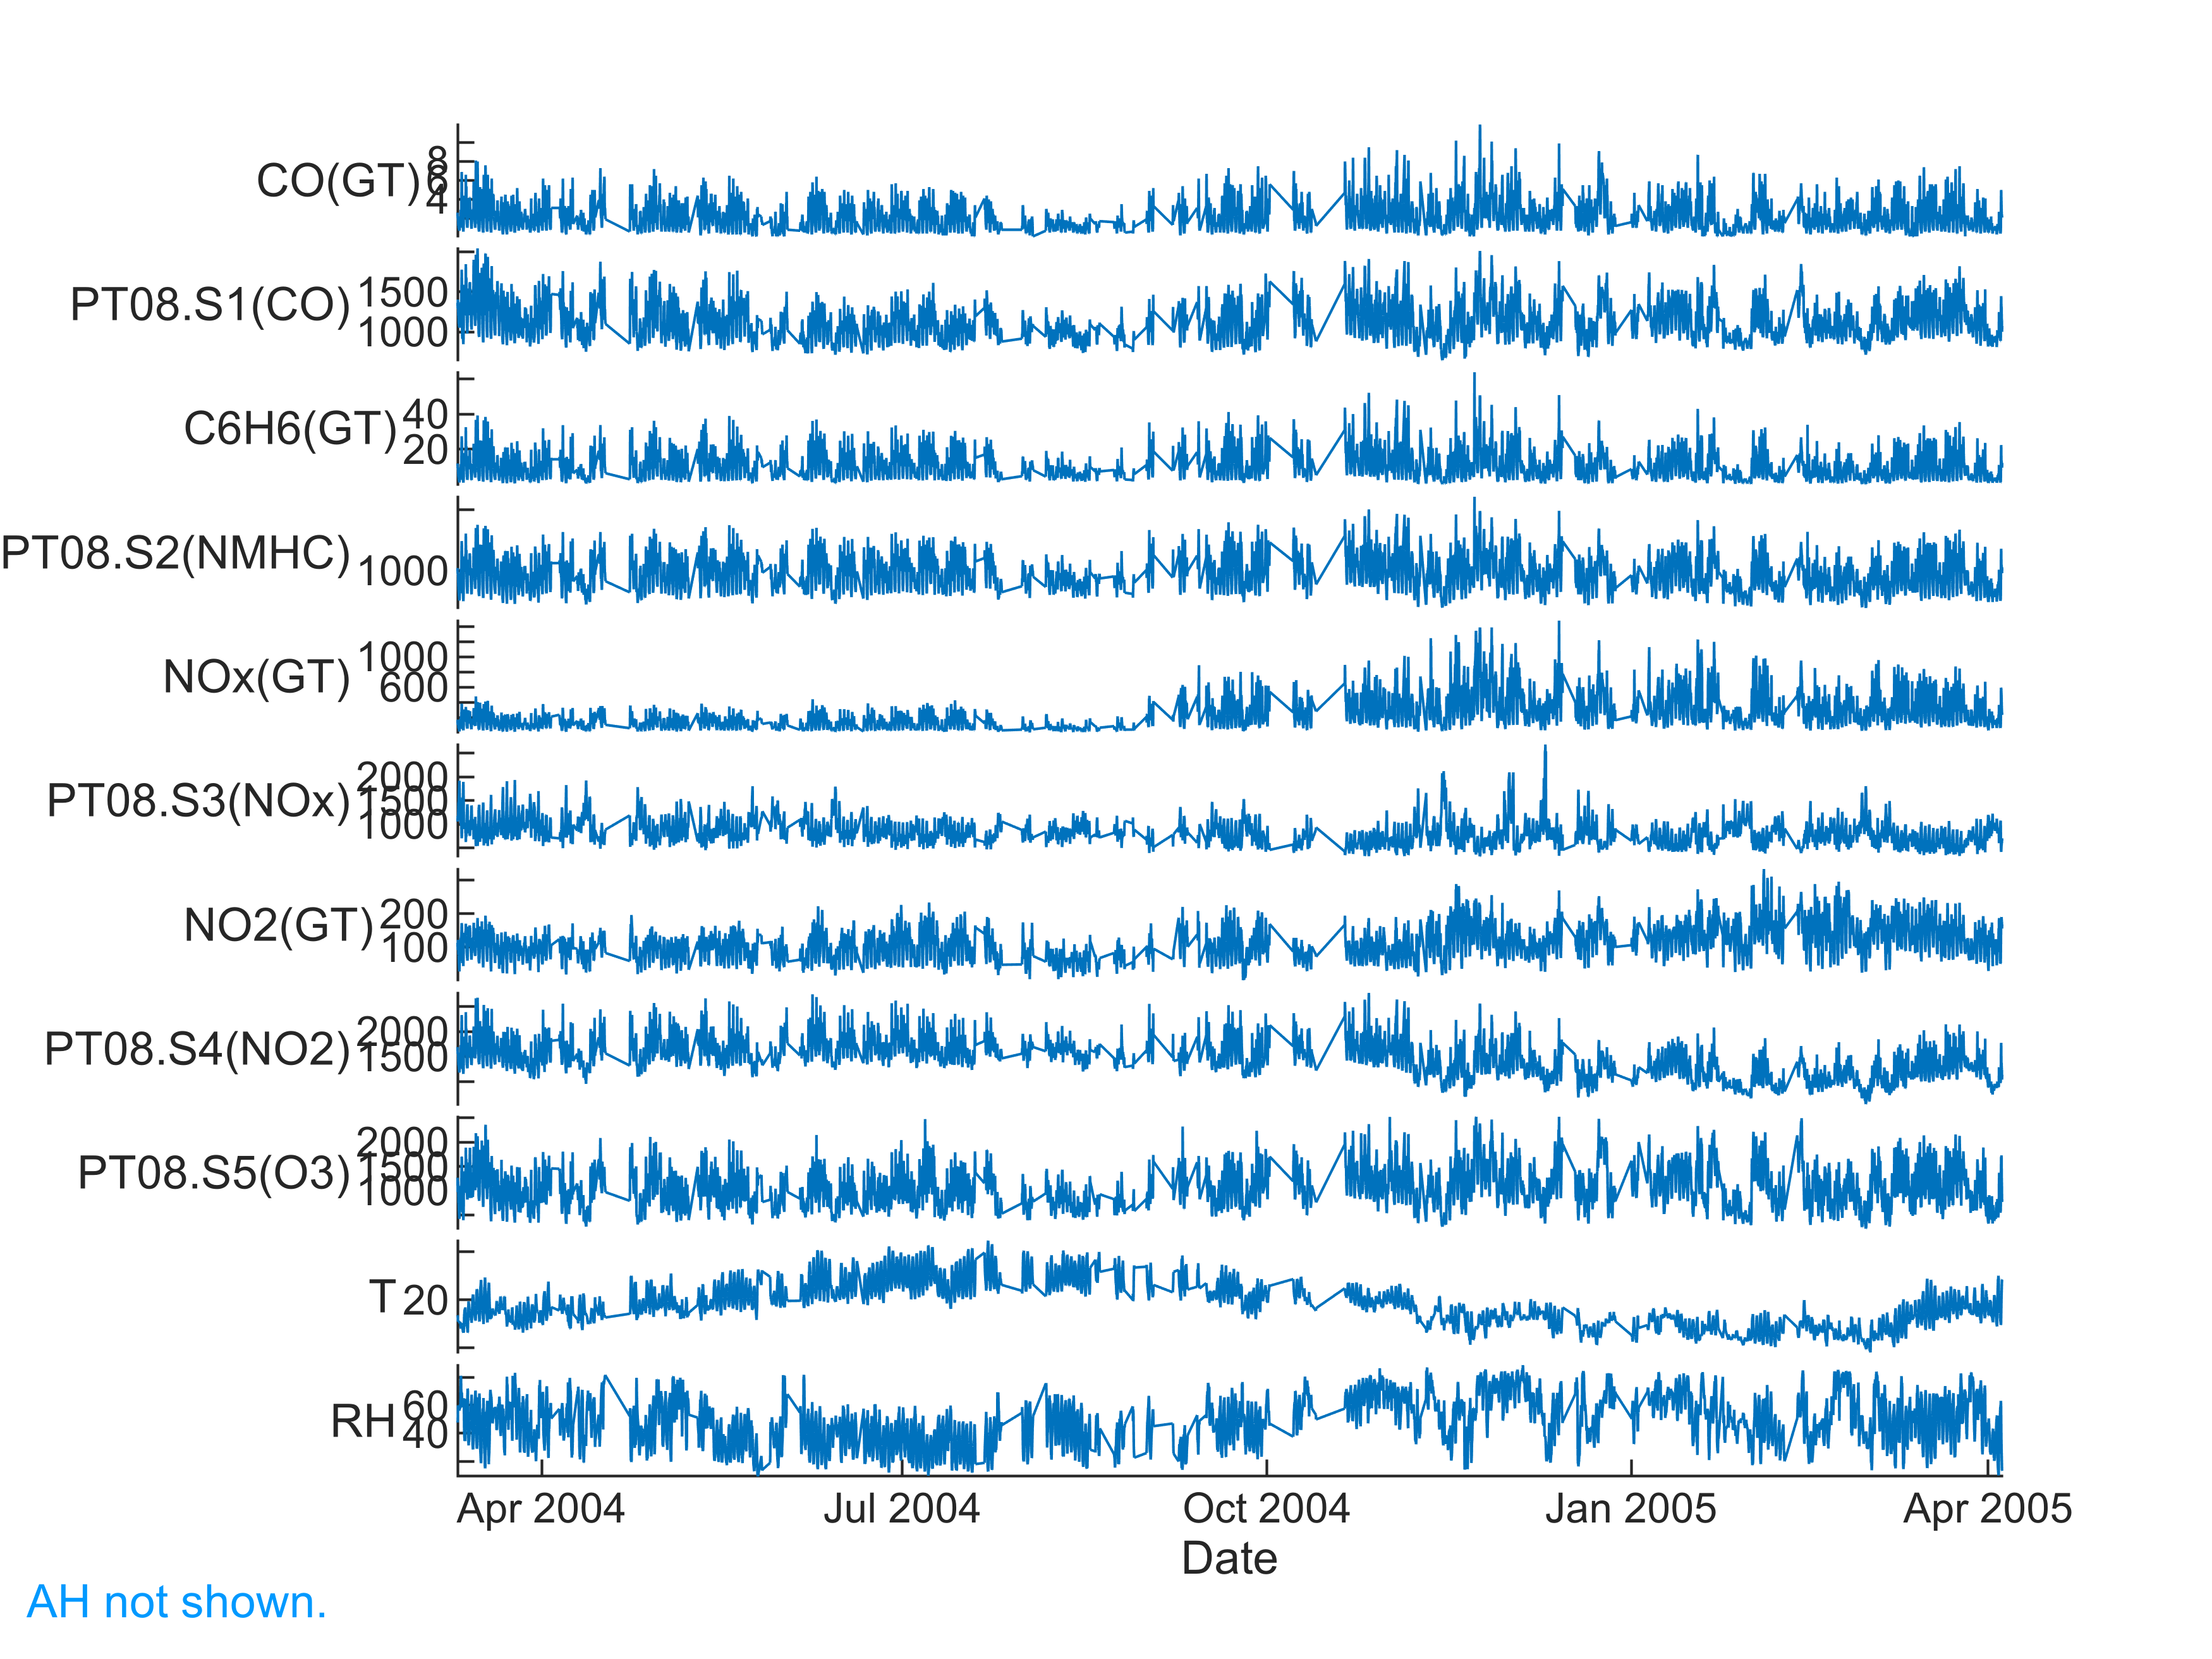 CO(GT) 8 6 4
PT08.S1(CO) 1500 1000
C6H6(GT) 40 20
PT08.S2(NMHC) 1000
NOx(GT) 1000 600
PT08.S3(NOx) 2000 1500 1000
NO2(GT) 200 100
PT08.S4(NO2) 2000 1500
PT08.S5(O3) 2000 1500 1000
T 20
RH 60 40
Apr 2004 Jul 2004 Oct 2004 Jan 2005 Apr 2005
Date
AH not shown.